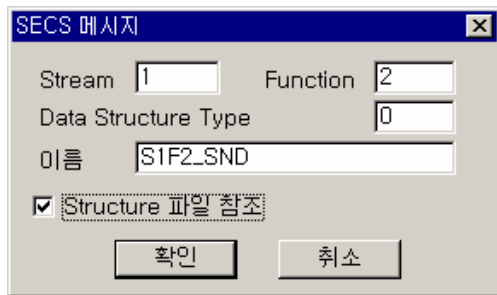 SECS 메시지
Stream 1 Function 2
Data Structure Type 0
이름 S1F2_SND
Structure 파일 참조
확인 취소